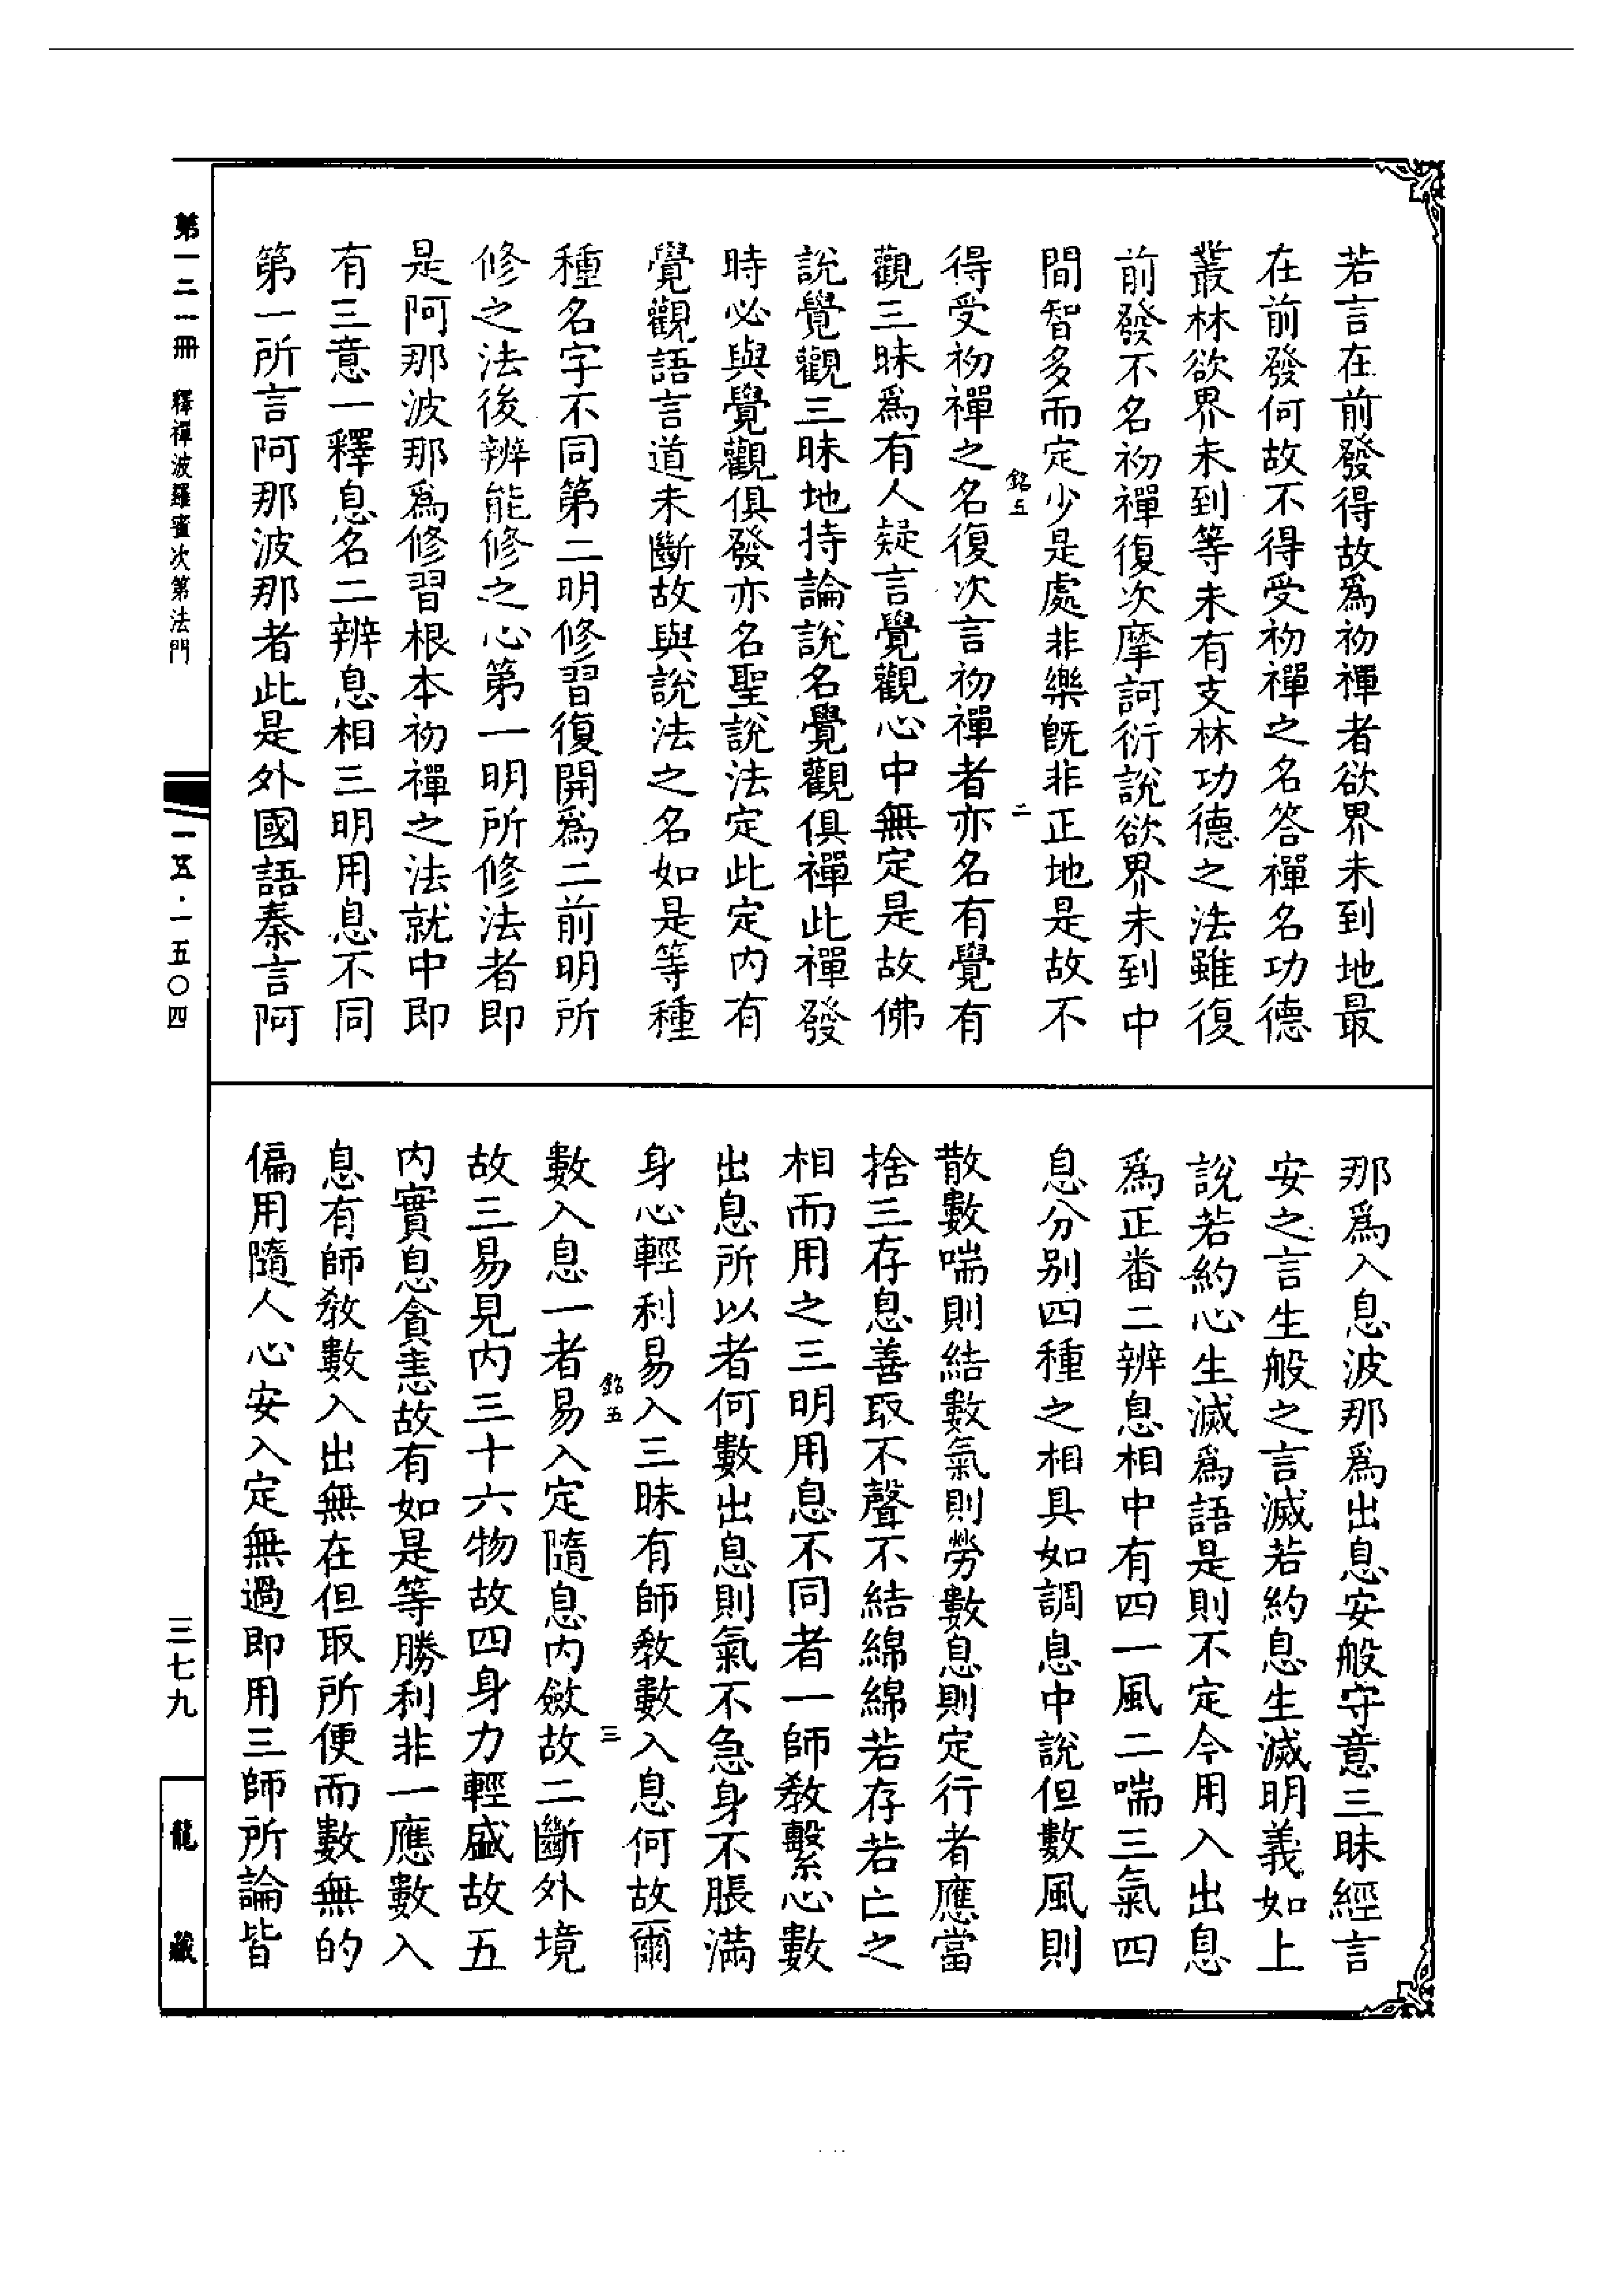 若言在前發得故爲初禪者欲界未到地最
在前發何故不得受初禪之名答禪名功德
叢林欲界未到等未有支林功德之法雖復
前發不名初禪復次摩訶衍說欲界未到中
間智多而定少是處非樂旣非正地是故不
銘五
二
得受初禪之名復次言初禪者亦名有覺有
觀三昧爲有人疑言覺觀心中無定是故佛
說覺觀三昧地持論說名覺觀俱禪此禪發
時必與覺觀俱發亦名聖說法定此定內有
覺觀語言道未斷故與說法之名如是等種
種名字不同第二明修習復開爲二前明所
修之法後辨能修之心第一明所修法者即
是阿那波那爲修習根本初禪之法就中即
有三意一釋息名二辨息相三明用息不同
第一所言阿那波那者此是外國語秦言阿
那爲入息波那爲出息安般守意三昧經言
安之言生般之言滅若約息生滅明義如上
說若約心生滅爲語是則不定今用入出息
爲正番二辨息相中有四一風二喘三氣四
息分别四種之相具如調息中說但數風則
散數喘則結數氣則勞數息則定行者應當
捨三存息善取不聲不結綿綿若存若亡之
相而用之三明用息不同者一師教繫心數
出息所以者何數出息則氣不急身不脹滿
身心輕利易入三昧有師教數入息何故爾
銘五
三
數入息一者易入定隨息內斂故二斷外境
故三易見內三十六物故四身力輕盛故五
內實息貪恚故有如是等勝利非一應數入
息有師教數入出無在但取所便而數無的
偏用隨人心安入定無過即用三師所論皆
第一二一冊
釋禪波羅蜜次第法門
一五·一五〇四
三七九
龍藏